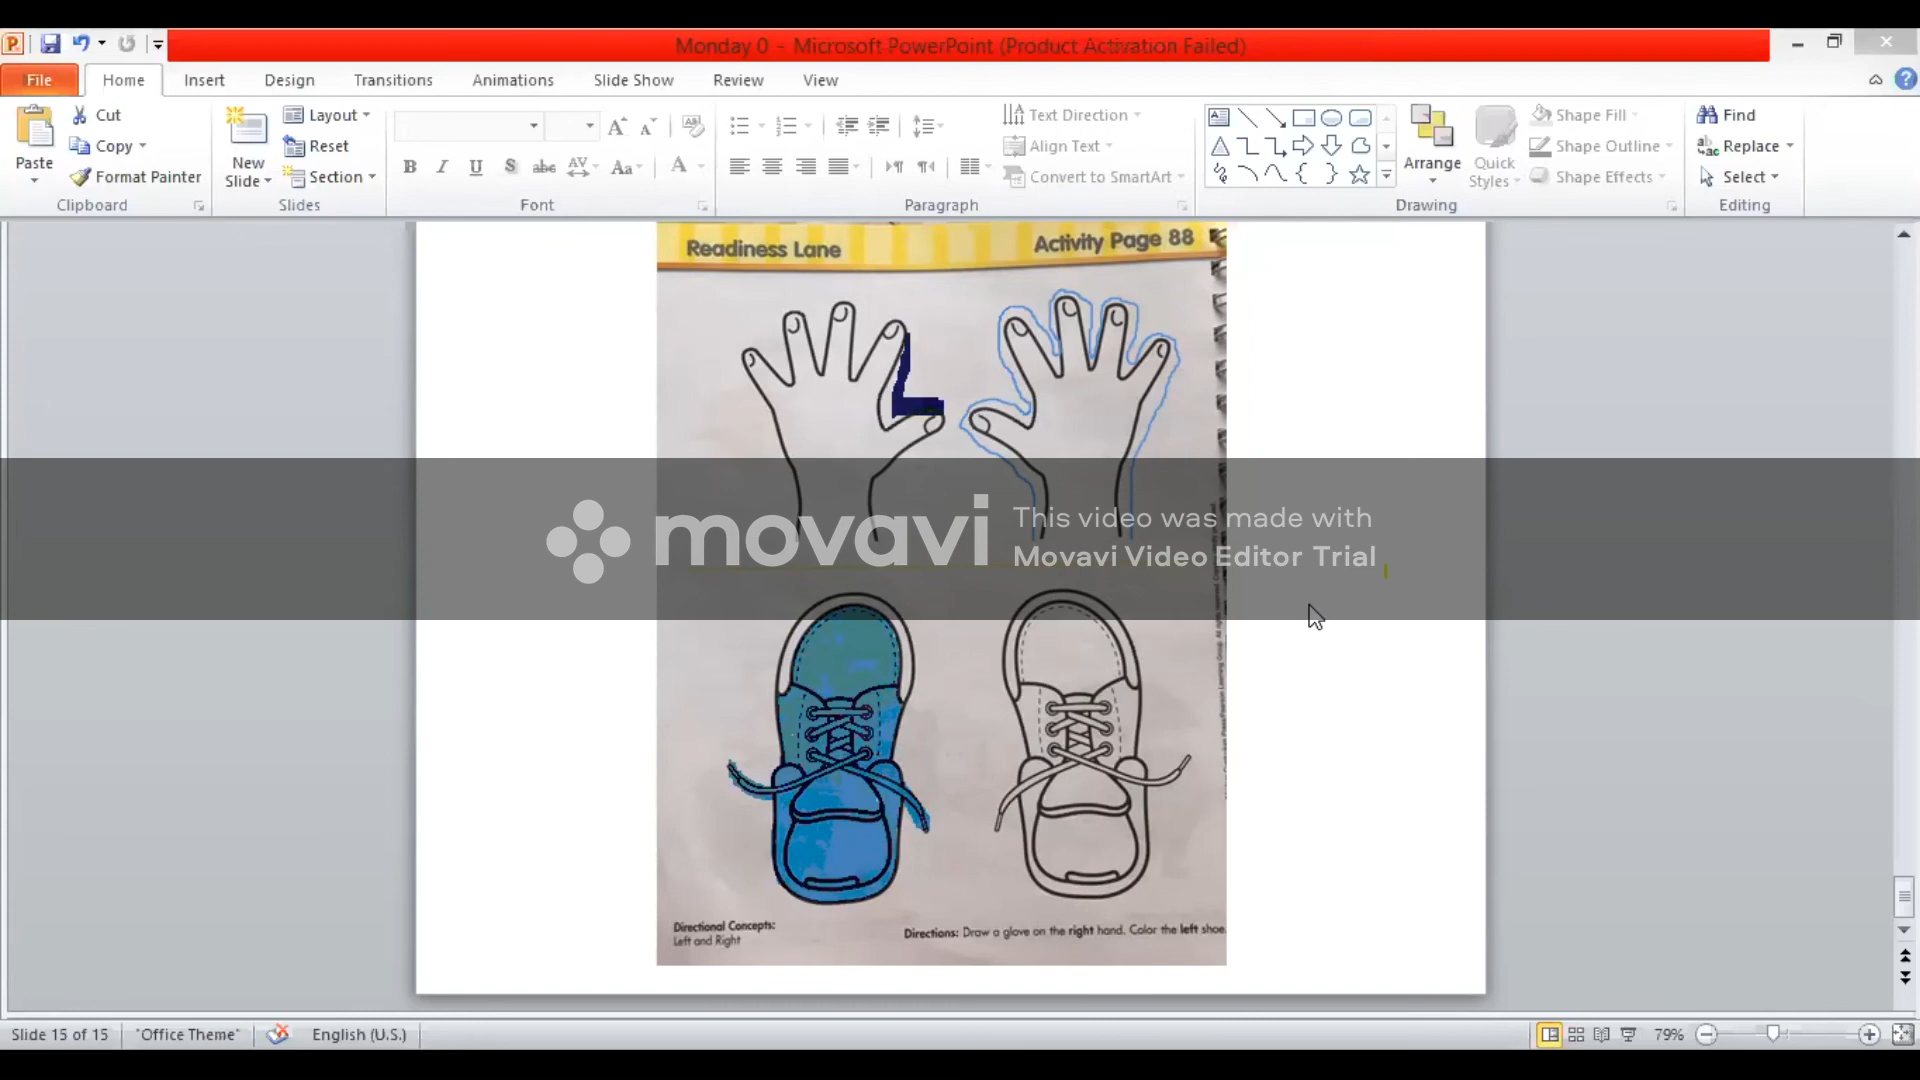 Monday 0 - Microsoft PowerPoint (Product Activation Failed)
File Home Insert Design Transitions Animations Slide Show Review View
Paste
Cut
Copy
Format Painter
Clipboard
New Slide
Layout
Reset
Section
Slides
Font
Text Direction
Align Text
Convert to SmartArt
Paragraph
Arrange
Quick Styles
Shape Fill
Shape Outline
Shape Effects
Drawing
Find
Replace
Select
Editing
Readiness Lane Activity Page 88
movavi
This video was made with
Movavi Video Editor Trial
Directional Concepts:
Left and Right
Directions: Draw a glove on the right hand. Color the left shoe.
Slide 15 of 15 "Office Theme" English (U.S.) 79%